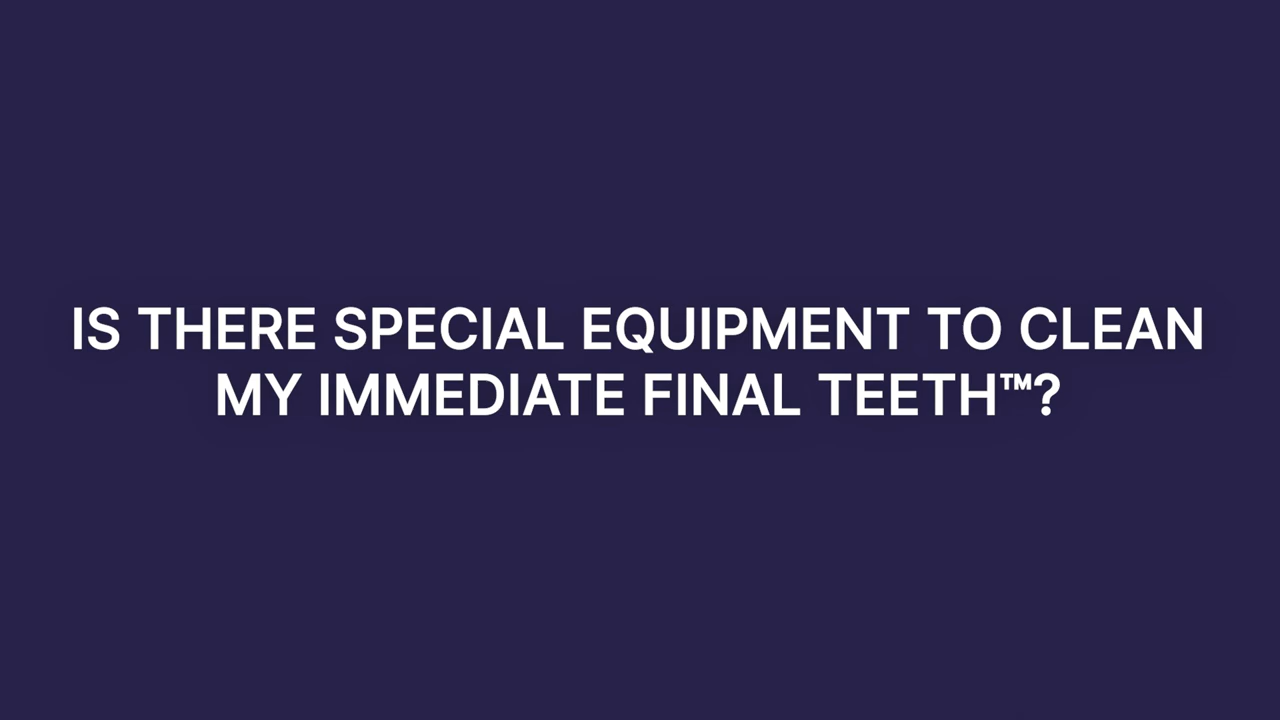 IS THERE SPECIAL EQUIPMENT TO CLEAN
MY IMMEDIATE FINAL TEETH™?